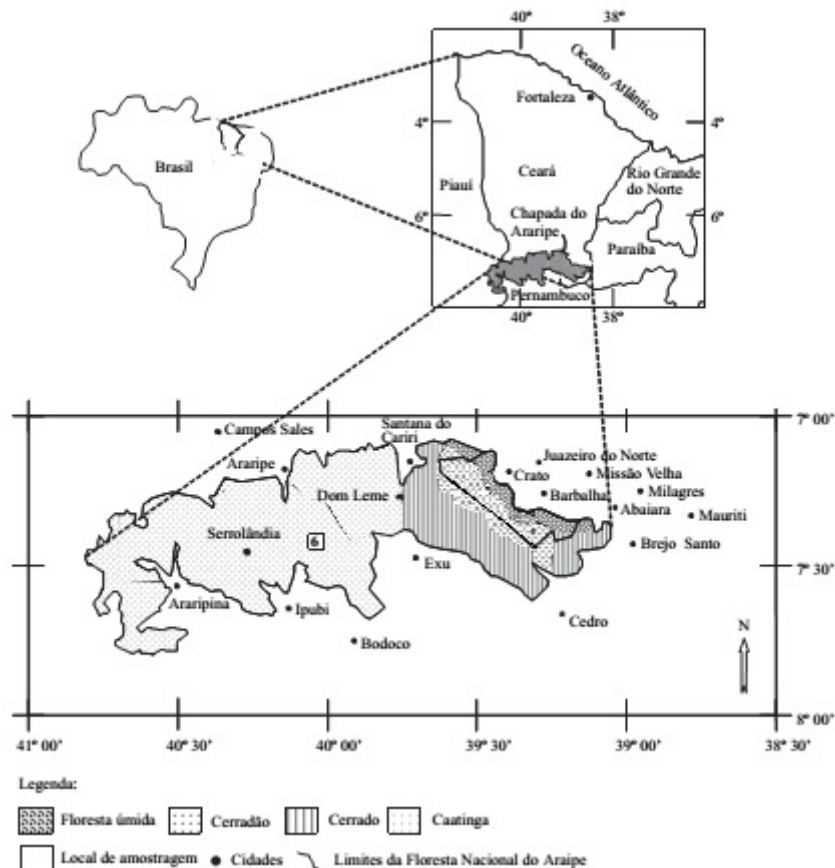 40°
38°
Oceano Atlântico
Fortaleza
4°
4°
Brasil
Ceará
Piauí
Rio Grande
do Norte
6°
6°
Chapada do
Araripe
Paraíba
Pernambuco
40°
38°
7° 00'
Campos Sales
Santana do
Cariri
Juazeiro do Norte
Araripe
Crato
Missão Velha
Dom Leme
Barbalha
Milagres
Abaiara
Mauriti
Serrolândia
6
Brejo Santo
Exu
7° 30'
Araripina
Ipubi
Cedro
N
Bodoco
8° 00'
41° 00'
40° 30'
40° 00'
39° 30'
39° 00'
38° 30'
Legenda:
Floresta úmida
Cerradão
Cerrado
Caatinga
Local de amostragem
Cidades
Limites da Floresta Nacional do Araipe